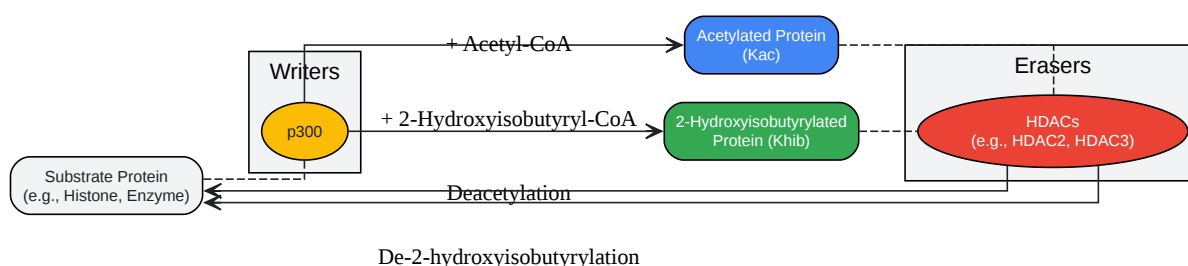 + Acetyl-CoA
Acetylated Protein
(Kac)
Writers
Erasers
p300
+ 2-Hydroxyisobutyryl-CoA
2-Hydroxyisobutyrylated
Protein (Khib)
HDACs
(e.g., HDAC2, HDAC3)
Substrate Protein
(e.g., Histone, Enzyme)
Deacetylation
De-2-hydroxyisobutyrylation